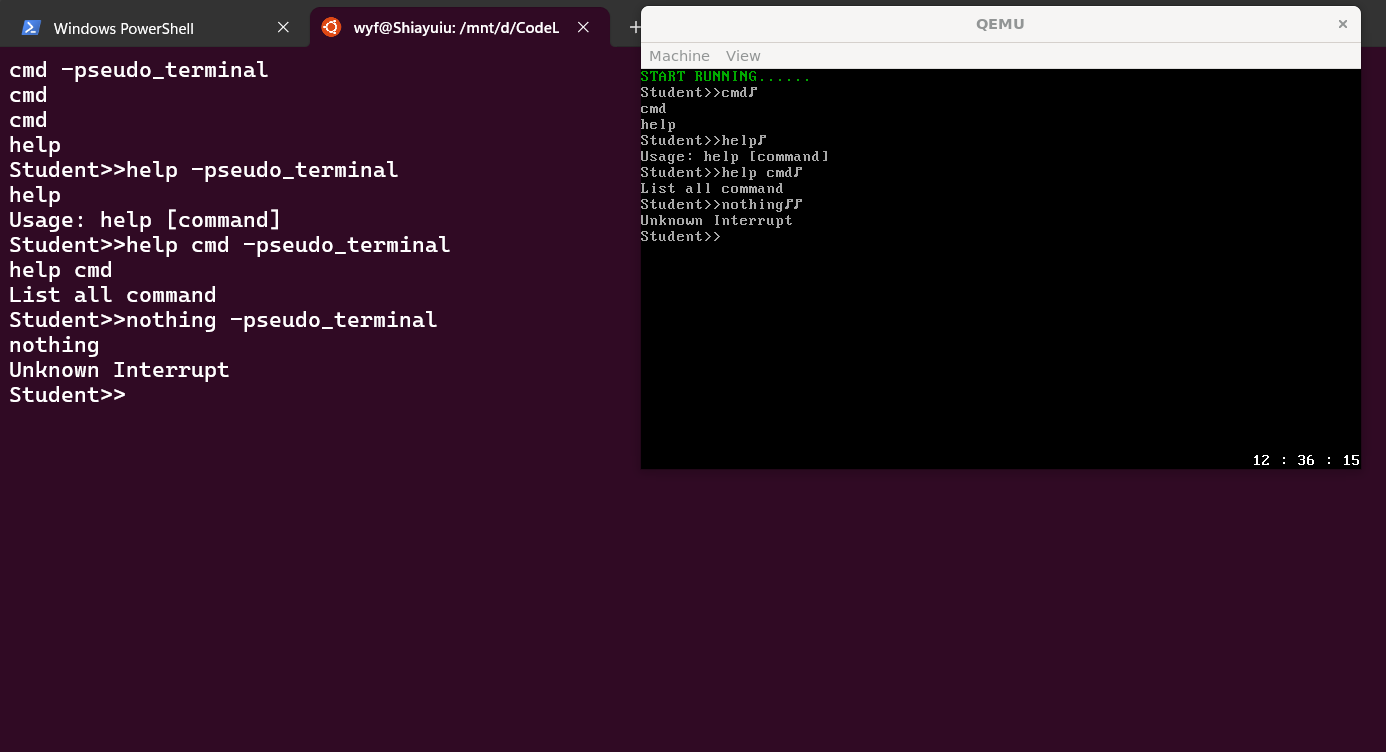 Windows PowerShell
wyf@Shiayuiu: /mnt/d/CodeL
cmd -pseudo_terminal
cmd
cmd
help
Student>>help -pseudo_terminal
help
Usage: help [command]
Student>>help cmd -pseudo_terminal
help cmd
List all command
Student>>nothing -pseudo_terminal
nothing
Unknown Interrupt
Student>>
QEMU
Machine View
START RUNNING......
Student>>cmd♪
cmd
help
Student>>help♪
Usage: help [command]
Student>>help cmd♪
List all command
Student>>nothing♪♪
Unknown Interrupt
Student>>
12 : 36 : 15